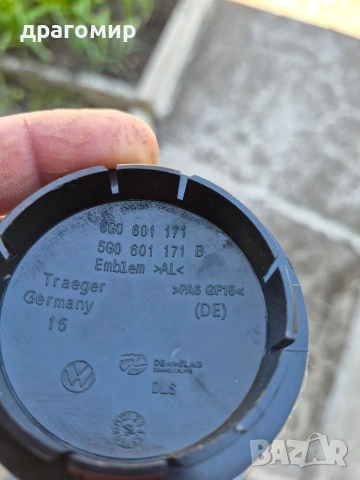 драгомир
5G0 601 171
5G0 601 171 B
Emblem >AL<
Traeger
Germany
15
>PA6 GF15<
(DE)
DLS
BAZAR